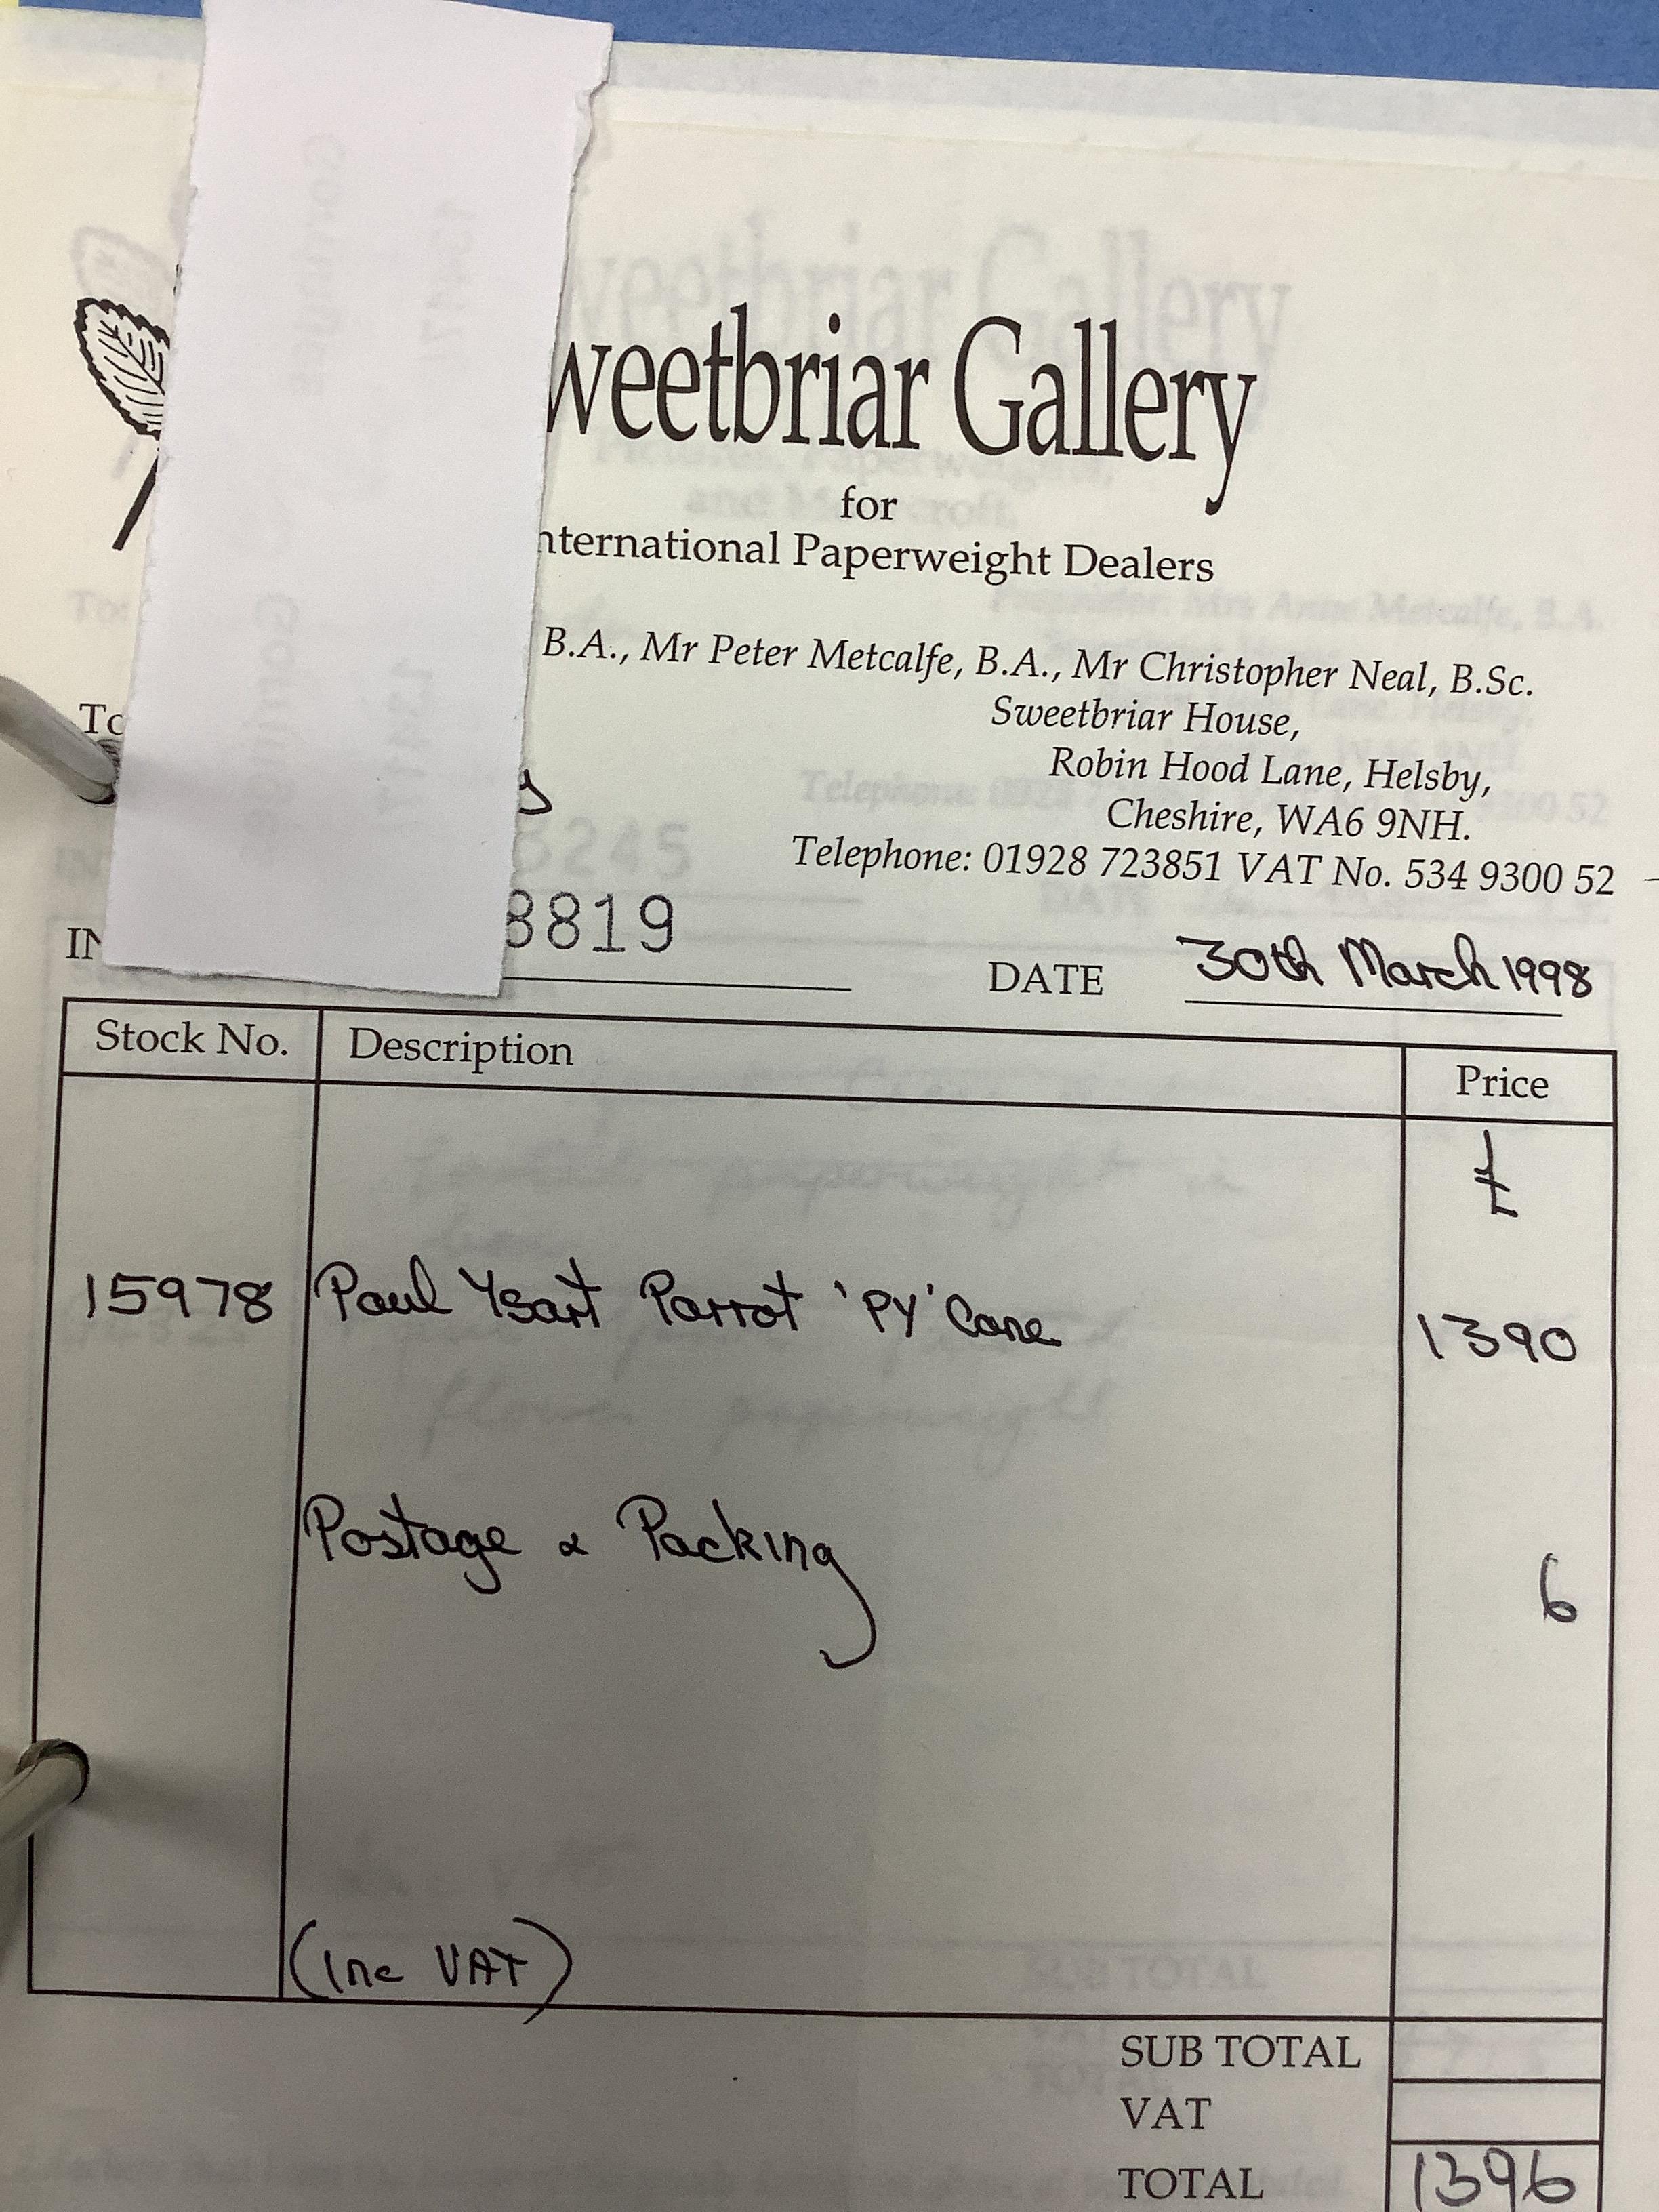 weetbriar Gallery
for
nternational Paperweight Dealers
B.A., Mr Peter Metcalfe, B.A., Mr Christopher Neal, B.Sc.
Sweetbriar House,
Robin Hood Lane, Helsby,
Cheshire, WA6 9NH.
To
Telephone: 01928 723851 VAT No. 534 9300 52
IN 8819 DATE 30th March 1998
Stock No. Description Price
£
15978 Paul Ysart Parrot 'PY' Cane 1390
Postage & Packing 6
(Inc VAT)
SUB TOTAL
VAT
TOTAL 1396